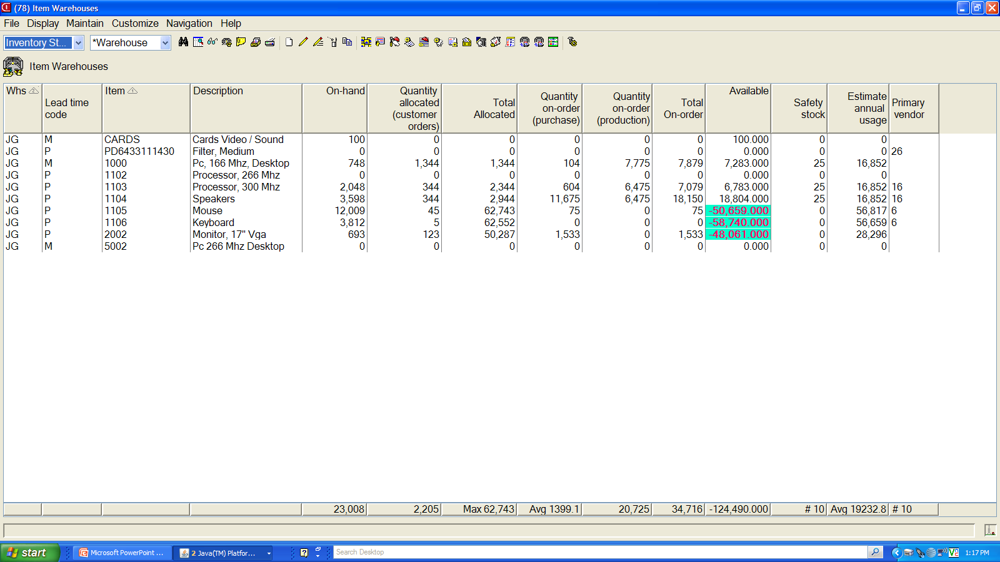 (78) Item Warehouses
File Display Maintain Customize Navigation Help
Inventory St... *Warehouse
Item Warehouses
Whs Lead time code Item Description On-hand Quantity allocated (customer orders) Total Allocated Quantity on-order (purchase) Quantity on-order (production) Total On-order Available Safety stock Estimate annual usage Primary vendor
JG M CARDS Cards Video / Sound 100 0 0 0 0 0 100.000 0 0
JG P PD6433111430 Filter, Medium 0 0 0 0 0 0 0.000 0 0 26
JG M 1000 Pc, 166 Mhz, Desktop 748 1,344 1,344 104 7,775 7,879 7,283.000 25 16,852
JG P 1102 Processor, 266 Mhz 0 0 0 0 0 0 0.000 0 0
JG P 1103 Processor, 300 Mhz 2,048 344 2,344 604 6,475 7,079 6,783.000 25 16,852 16
JG P 1104 Speakers 3,598 344 2,944 11,675 6,475 18,150 18,804.000 25 16,852 16
JG P 1105 Mouse 12,009 45 62,743 75 0 75 -50,659.000 0 56,817 6
JG P 1106 Keyboard 3,812 5 62,552 0 0 0 -58,740.000 0 56,659 6
JG P 2002 Monitor, 17" Vga 693 123 50,287 1,533 0 1,533 -48,061.000 0 28,296
JG M 5002 Pc 266 Mhz Desktop 0 0 0 0 0 0 0.000 0 0
23,008 2,205 Max 62,743 Avg 1399.1 20,725 34,716 -124,490.000 # 10 Avg 19232.8 # 10
start Microsoft PowerPoint ... 2 Java(TM) Platfor... Search Desktop 1:17 PM